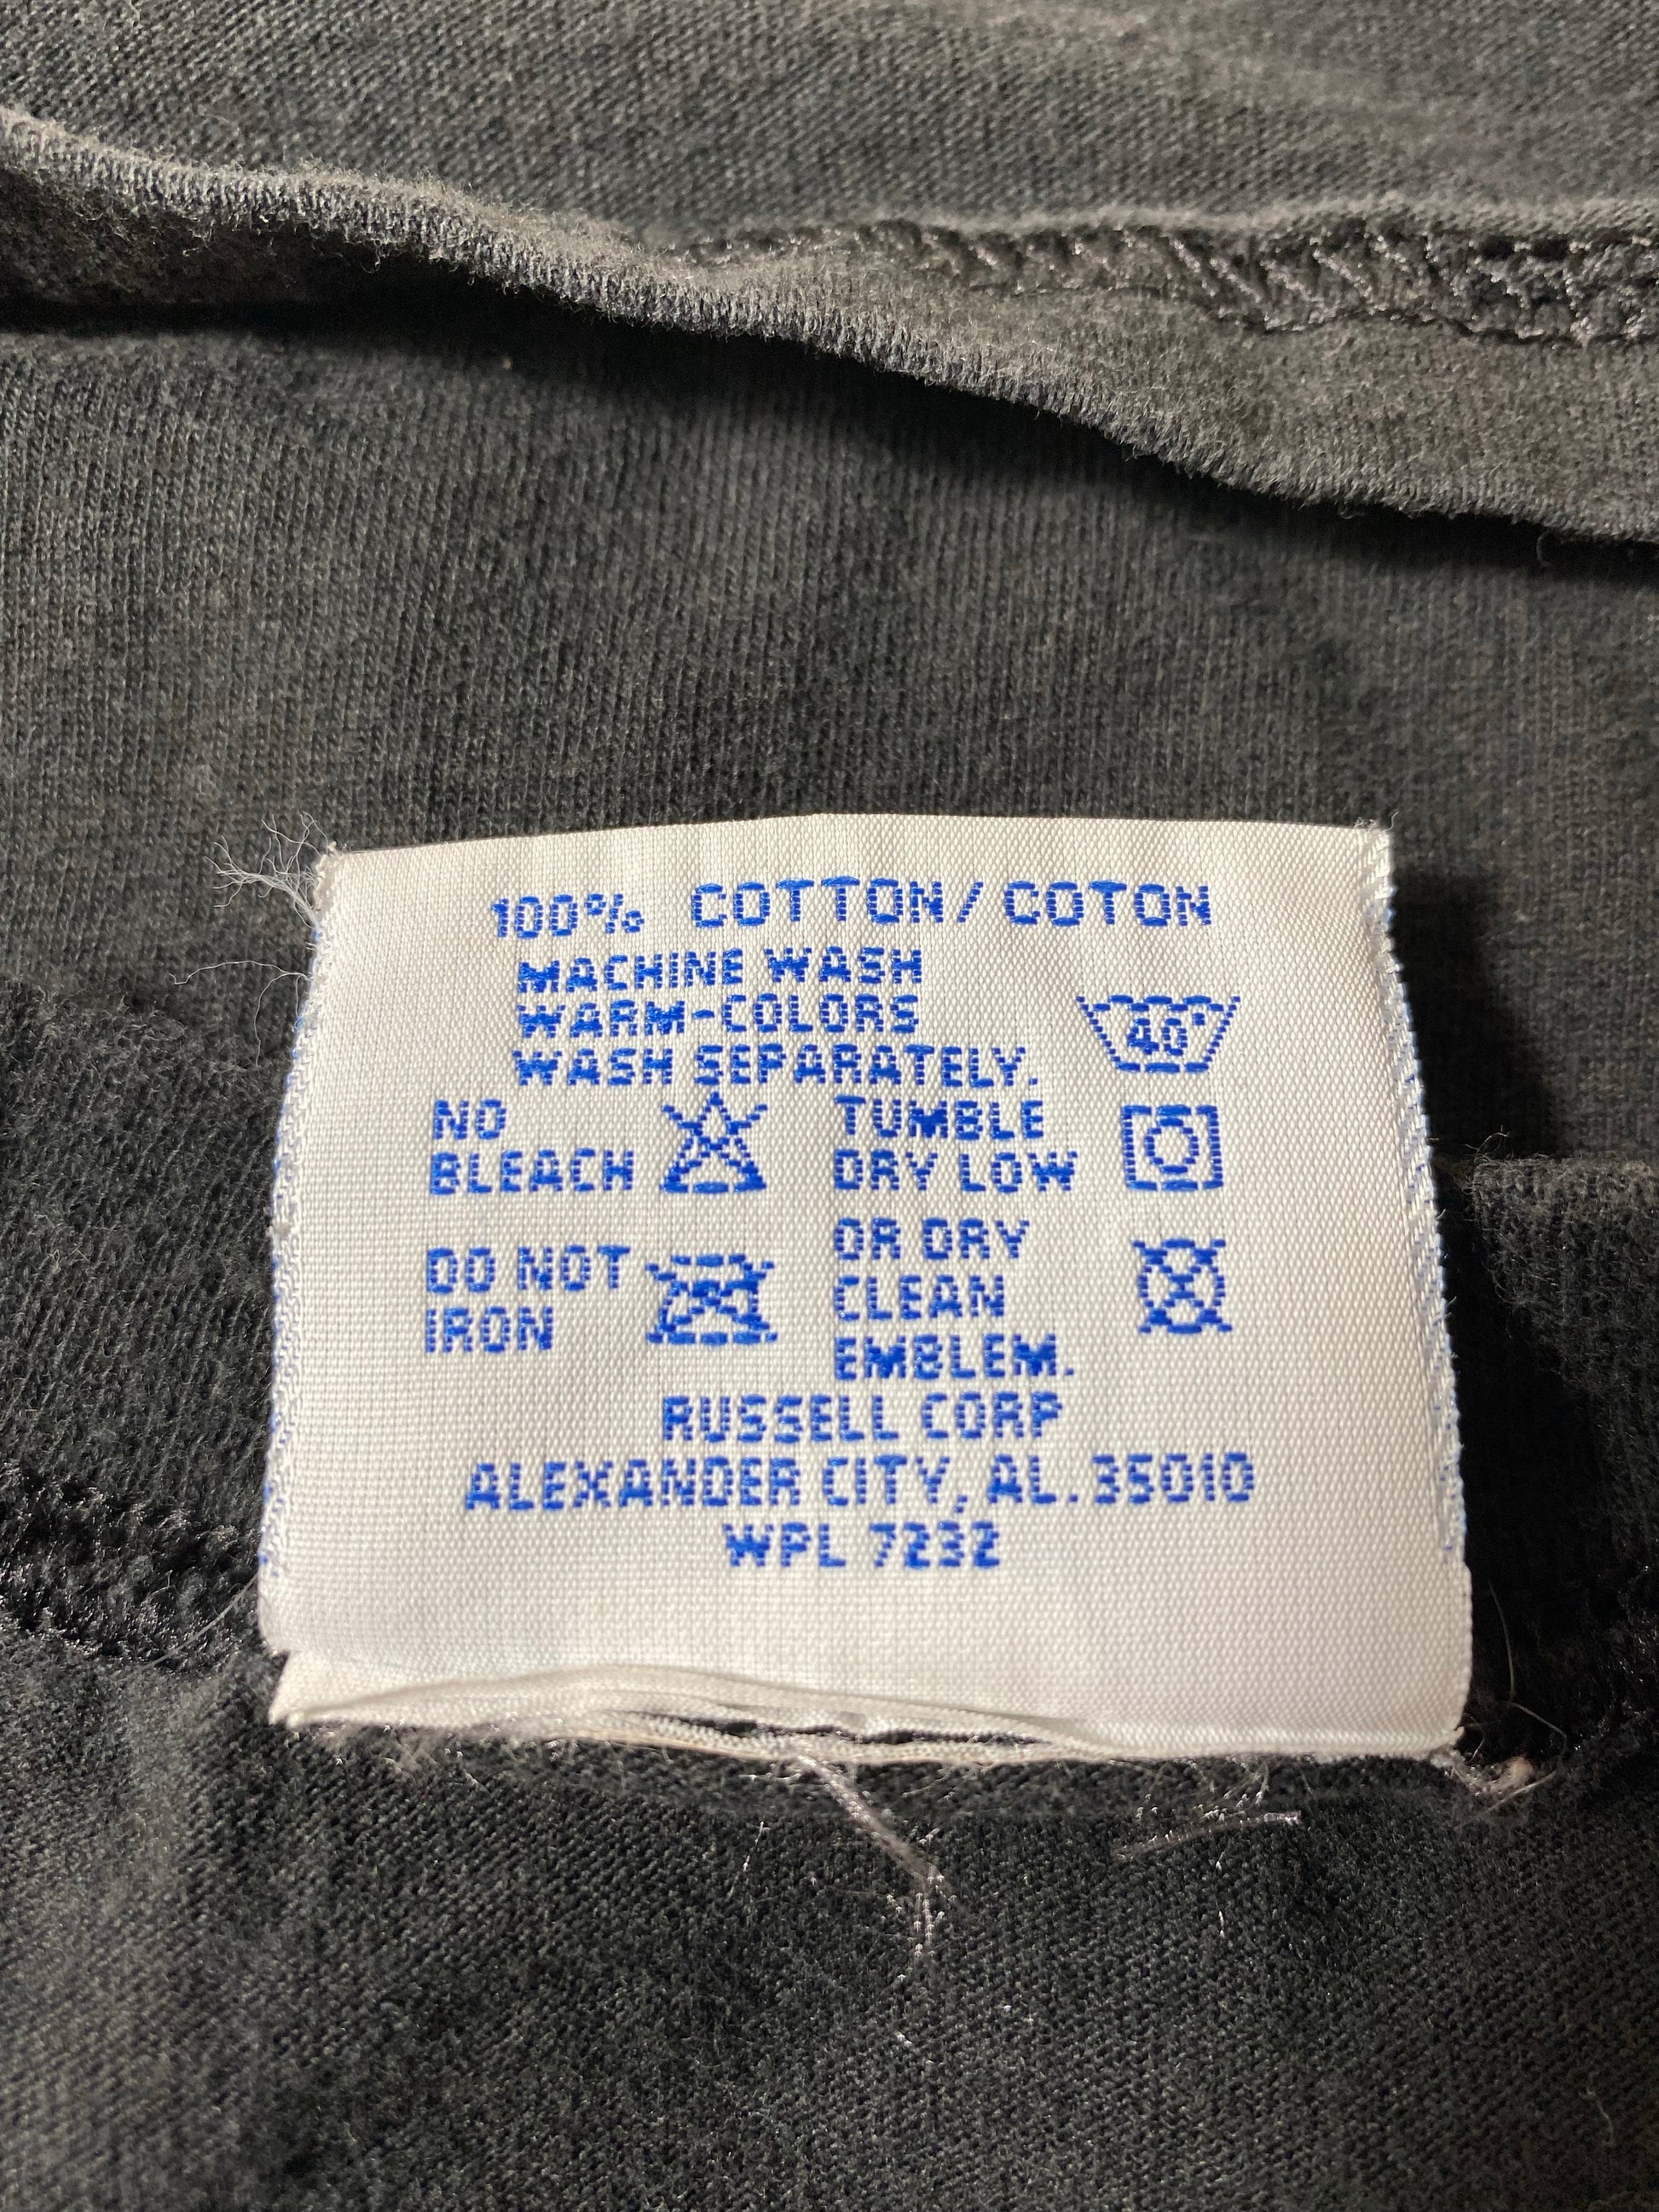 100% COTTON / COTON
MACHINE WASH
WARM-COLORS
WASH SEPARATELY.
40°
NO
BLEACH
TUMBLE
DRY LOW
DO NOT
IRON
OR DRY
CLEAN
EMBLEM.
RUSSELL CORP
ALEXANDER CITY, AL. 35010
WPL 7232